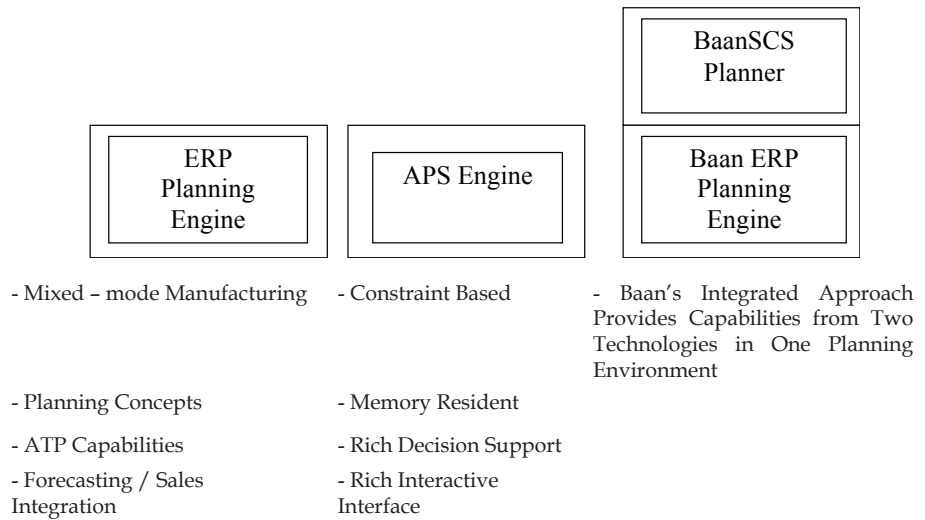 BaanSCS
Planner
ERP
Planning
Engine
APS Engine
Baan ERP
Planning
Engine
- Mixed – mode Manufacturing
- Constraint Based
- Baan’s Integrated Approach
Provides Capabilities from Two
Technologies in One Planning
Environment
- Planning Concepts
- Memory Resident
- ATP Capabilities
- Rich Decision Support
- Forecasting / Sales
Integration
- Rich Interactive
Interface